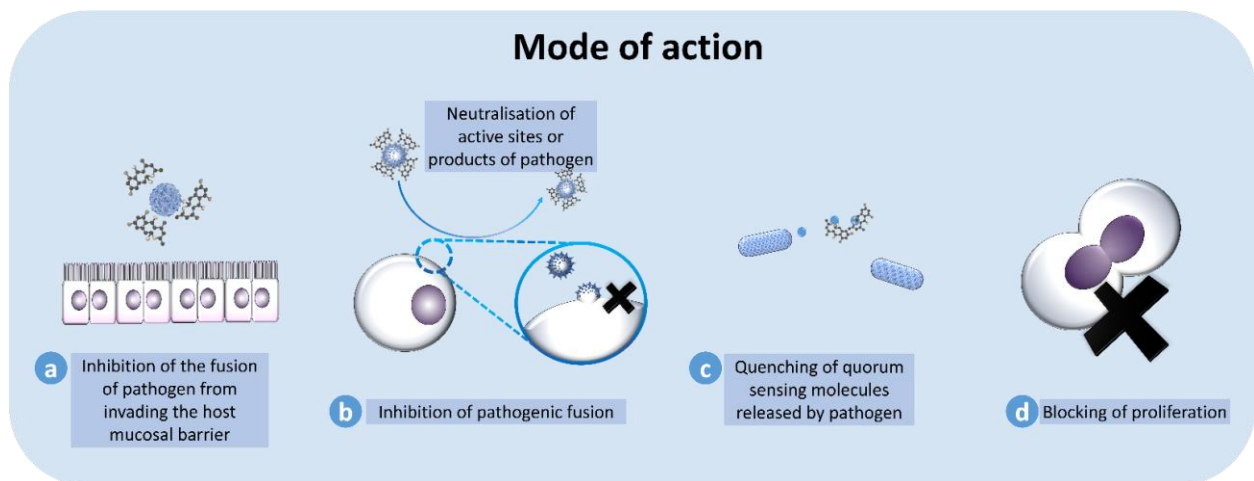 Mode of action
Neutralisation of
active sites or
products of pathogen
a
Inhibition of the fusion
of pathogen from
invading the host
mucosal barrier
b
Inhibition of pathogenic fusion
c
Quenching of quorum
sensing molecules
released by pathogen
d
Blocking of proliferation